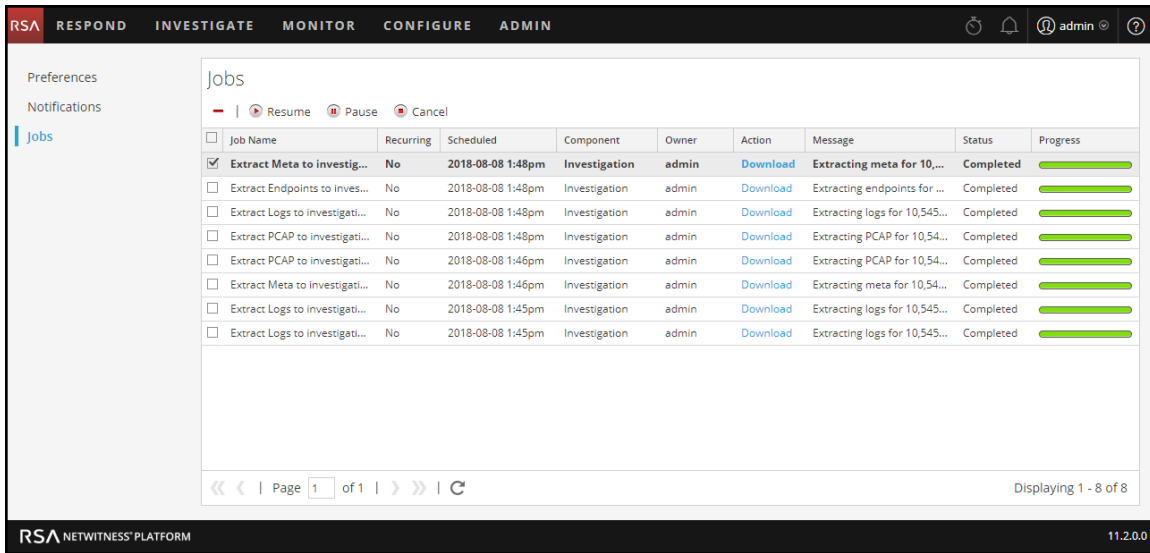 RSA RESPOND INVESTIGATE MONITOR CONFIGURE ADMIN admin ?
Preferences
Notifications
Jobs
Jobs
Resume Pause Cancel
Job Name Recurring Scheduled Component Owner Action Message Status Progress
Extract Meta to investig... No 2018-08-08 1:48pm Investigation admin Download Extracting meta for 10,... Completed
Extract Endpoints to inves... No 2018-08-08 1:48pm Investigation admin Download Extracting endpoints for ... Completed
Extract Logs to investigati... No 2018-08-08 1:48pm Investigation admin Download Extracting logs for 10,545... Completed
Extract PCAP to investigati... No 2018-08-08 1:48pm Investigation admin Download Extracting PCAP for 10,54... Completed
Extract PCAP to investigati... No 2018-08-08 1:46pm Investigation admin Download Extracting PCAP for 10,54... Completed
Extract Meta to investigati... No 2018-08-08 1:46pm Investigation admin Download Extracting meta for 10,54... Completed
Extract Logs to investigati... No 2018-08-08 1:45pm Investigation admin Download Extracting logs for 10,545... Completed
Extract Logs to investigati... No 2018-08-08 1:45pm Investigation admin Download Extracting logs for 10,545... Completed
Page 1 of 1 Displaying 1 - 8 of 8
RSA NETWITNESS® PLATFORM 11.2.0.0